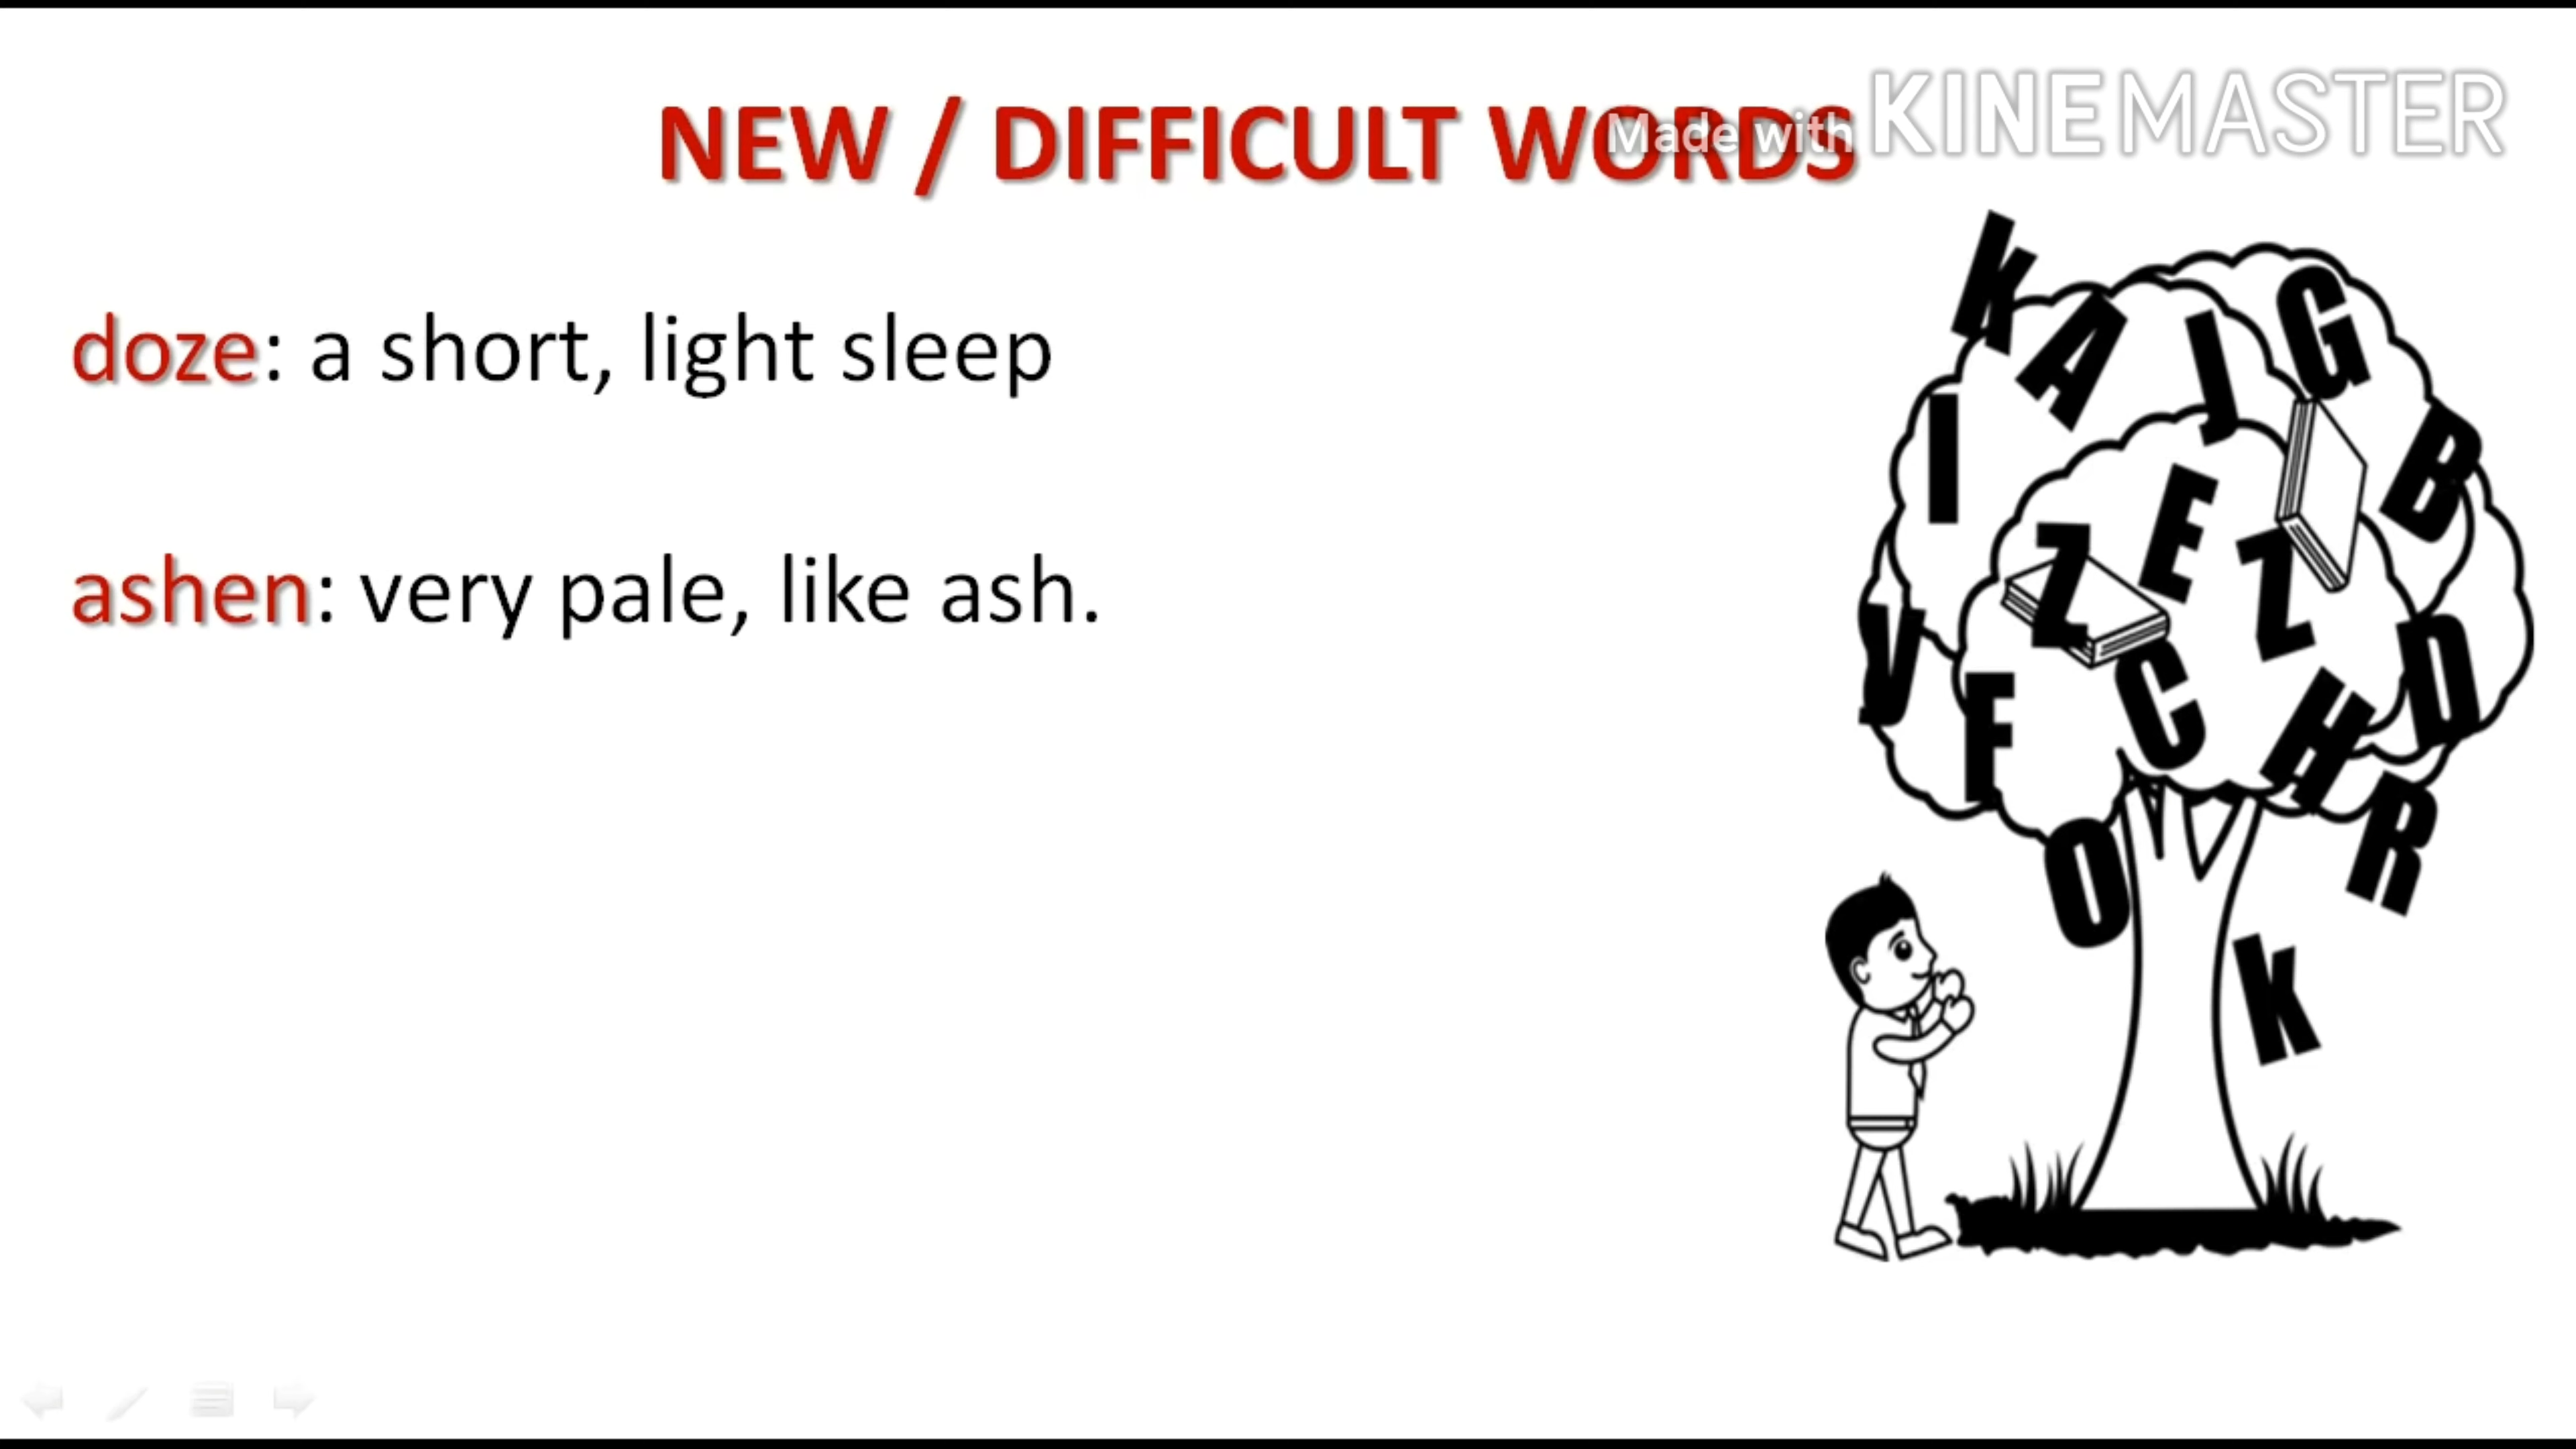 NEW / DIFFICULT WORDS
Made with KINEMASTER
doze: a short, light sleep
ashen: very pale, like ash.
K
A
J
G
I
B
E
Z
Z
V
F
C
D
H
R
O
K